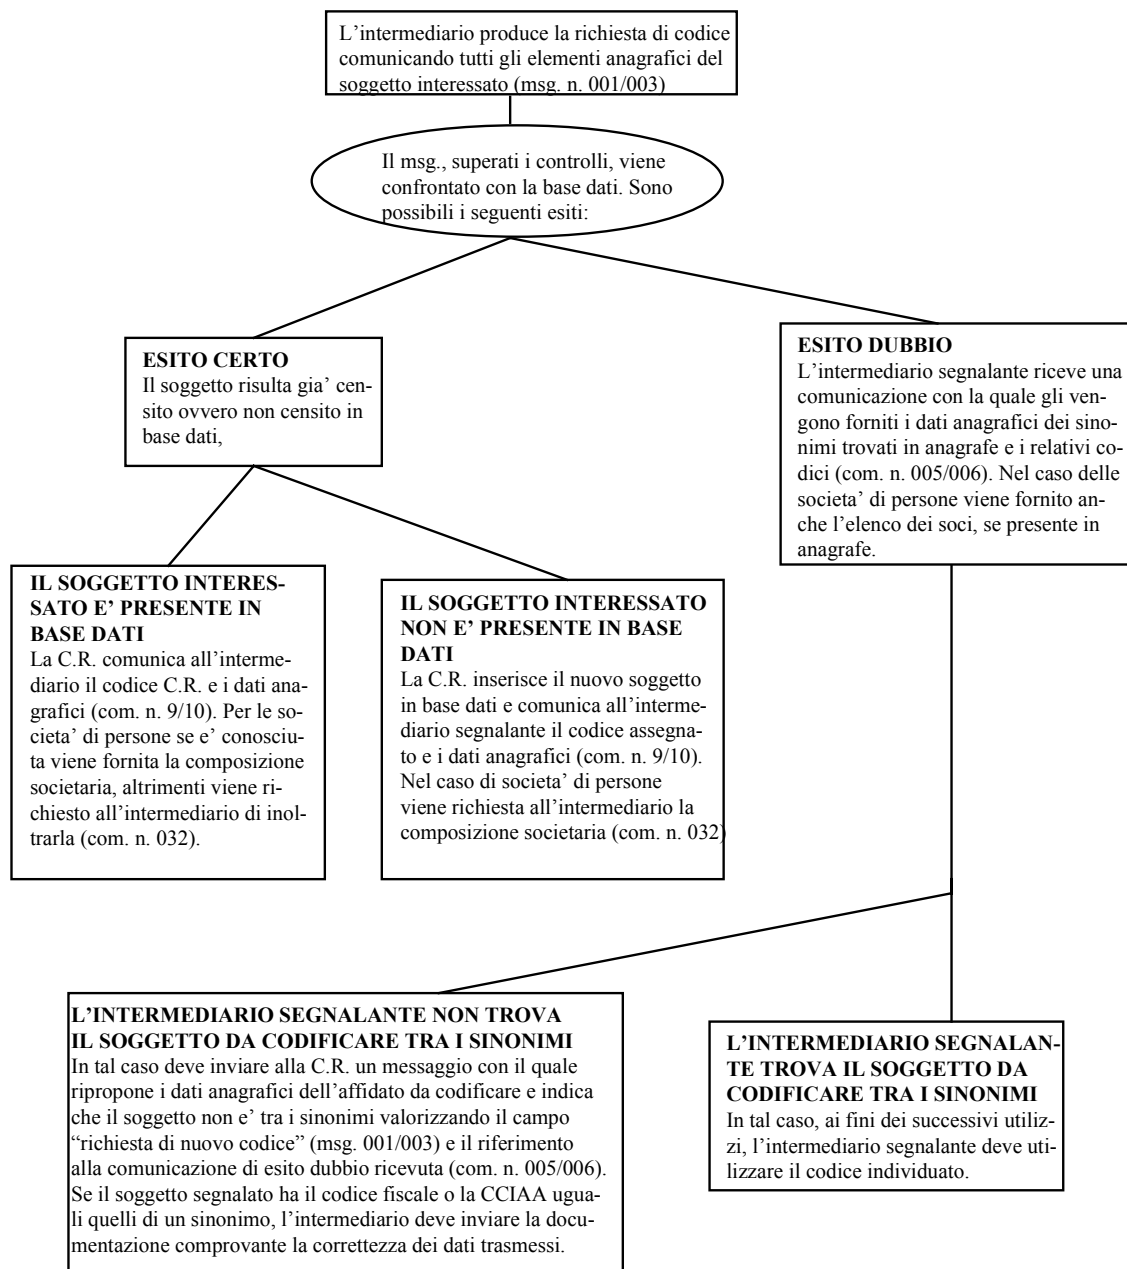 L’intermediario produce la richiesta di codice
comunicando tutti gli elementi anagrafici del
soggetto interessato (msg. n. 001/003)
Il msg., superati i controlli, viene
confrontato con la base dati. Sono
possibili i seguenti esiti:
ESITO CERTO
Il soggetto risulta gia’ cen-
sito ovvero non censito in
base dati,
ESITO DUBBIO
L’intermediario segnalante riceve una
comunicazione con la quale gli ven-
gono forniti i dati anagrafici dei sino-
nimi trovati in anagrafe e i relativi co-
dici (com. n. 005/006). Nel caso delle
societa’ di persone viene fornito an-
che l’elenco dei soci, se presente in
anagrafe.
IL SOGGETTO INTERES-
SATO E’ PRESENTE IN
BASE DATI
La C.R. comunica all’interme-
diario il codice C.R. e i dati ana-
grafici (com. n. 9/10). Per le so-
cieta’ di persone se e’ conosciu-
ta viene fornita la composizione
societaria, altrimenti viene ri-
chiesto all’intermediario di inol-
trarla (com. n. 032).
IL SOGGETTO INTERESSATO
NON E’ PRESENTE IN BASE
DATI
La C.R. inserisce il nuovo soggetto
in base dati e comunica all’interme-
diario segnalante il codice assegna-
to e i dati anagrafici (com. n. 9/10).
Nel caso di societa’ di persone
viene richiesta all’intermediario la
composizione societaria (com. n. 032)
L’INTERMEDIARIO SEGNALANTE NON TROVA
IL SOGGETTO DA CODIFICARE TRA I SINONIMI
In tal caso deve inviare alla C.R. un messaggio con il quale
ripropone i dati anagrafici dell’affidato da codificare e indica
che il soggetto non e’ tra i sinonimi valorizzando il campo
“richiesta di nuovo codice” (msg. 001/003) e il riferimento
alla comunicazione di esito dubbio ricevuta (com. n. 005/006).
Se il soggetto segnalato ha il codice fiscale o la CCIAA ugua-
li quelli di un sinonimo, l’intermediario deve inviare la docu-
mentazione comprovante la correttezza dei dati trasmessi.
L’INTERMEDIARIO SEGNALAN-
TE TROVA IL SOGGETTO DA
CODIFICARE TRA I SINONIMI
In tal caso, ai fini dei successivi utiliz-
zi, l’intermediario segnalante deve uti-
lizzare il codice individuato.